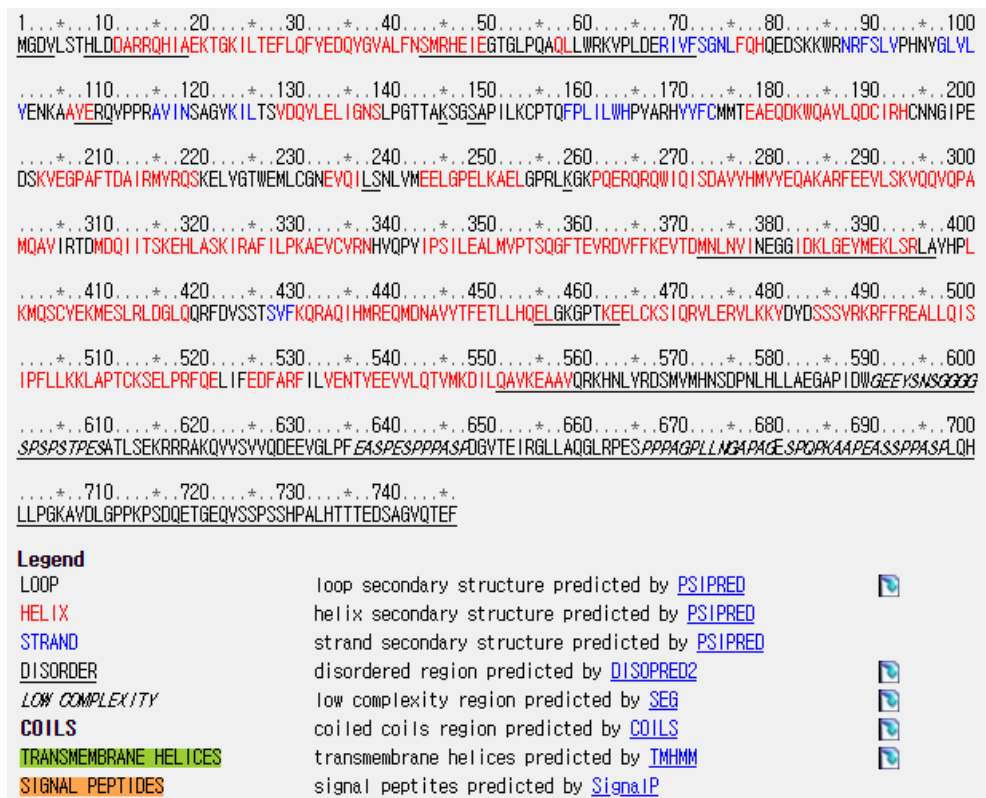 1...10....*...20....*...30....*...40....*...50....*...60....*...70....*...80....*...90....*..100
MGDVLSTHLDDARRQHIAEKTGKILTEFLQFYEDQYGVALFNSMRHEIEGTGLPQAQLLWRKVPLDERIVFSGNLFQHQEDSKKWRNRFSLVPHNYGLVL
....*..110....*..120....*..130....*..140....*..150....*..160....*..170....*..180....*..190....*..200
YENKAAYERQVPPRAVINSAGYKILTSVDQYLELIGNSLPGTTAKSGSAPILKCPTQFPLILWHPYARHYYFCMMTEAEQDKWQAVLQDCIRHCNNGIPE
....*..210....*..220....*..230....*..240....*..250....*..260....*..270....*..280....*..290....*..300
DSKVEGPAFTDAIRMYRQSKELYGTWEMLCGNEVQILSNLVMEELGPELKAELGPRLKGKPQERQRQWIQISDAVYHMVYEQAKARFEEVLSKVQQVQPA
....*..310....*..320....*..330....*..340....*..350....*..360....*..370....*..380....*..390....*..400
MQAVIRTDMDQIITSKEHLASKIRAFILPKAEVCVRNHVQPYIPSILEALMVPTSQGFTEVRDVFFKEVTDMNLNVINEGGIDKLGEYMEKLSRLAYHPL
....*..410....*..420....*..430....*..440....*..450....*..460....*..470....*..480....*..490....*..500
KMQSCYEKMESLRLDGLQQRFDVSSTSVFKQRAQIHMREQMDNAVYTFETLLHQELGKGPTKEELCKSIQRVLERVLKKYDYDSSSVRKRFFREALLQIS
....*..510....*..520....*..530....*..540....*..550....*..560....*..570....*..580....*..590....*..600
IPFLLKKLAPTCKSELPRFQELIFEDFARFILVENTYEEVVLQTVMKDILQAVKEAAVQRKHNLYRDSMVMHNSDPNLHLLAEGAPIDWGEEYSNSGGGG
....*..610....*..620....*..630....*..640....*..650....*..660....*..670....*..680....*..690....*..700
SPSPSTPESATLSEKRRRAKQVVSVVQDEEVGLPFEASPESPPPASPDGVTEIRGLLAQGLRPESPPPAGPLLNGAPAGESPQPKAAPEASSPPASPLQH
....*..710....*..720....*..730....*..740....*.
LLPGKAVDLGPPKPSDQETGEQVSSPSSHPALHTTTEDSAGVQTEF
Legend
LOOP loop secondary structure predicted by PSIPRED
HELIX helix secondary structure predicted by PSIPRED
STRAND strand secondary structure predicted by PSIPRED
DISORDER disordered region predicted by DISOPRED2
LOW COMPLEXITY low complexity region predicted by SEG
COILS coiled coils region predicted by COILS
TRANSMEMBRANE HELICES transmembrane helices predicted by TMHMM
SIGNAL PEPTIDES signal peptites predicted by SignalP